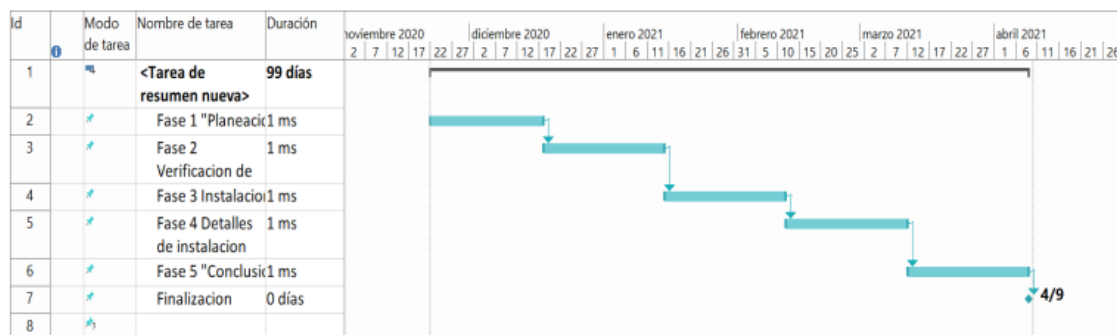 Id Modo de tarea Nombre de tarea Duración
noviembre 2020 diciembre 2020 enero 2021 febrero 2021 marzo 2021 abril 2021
2 7 12 17 22 27 2 7 12 17 22 27 1 6 11 16 21 26 31 5 10 15 20 25 2 7 12 17 22 27 1 6 11 16 21 26
1 <Tarea de 99 días
resumen nueva>
2 Fase 1 "Planeacic 1 ms
3 Fase 2 1 ms
Verificacion de
4 Fase 3 Instalacior 1 ms
5 Fase 4 Detalles 1 ms
de instalacion
6 Fase 5 "Conclusic 1 ms
7 Finalizacion 0 días 4/9
8